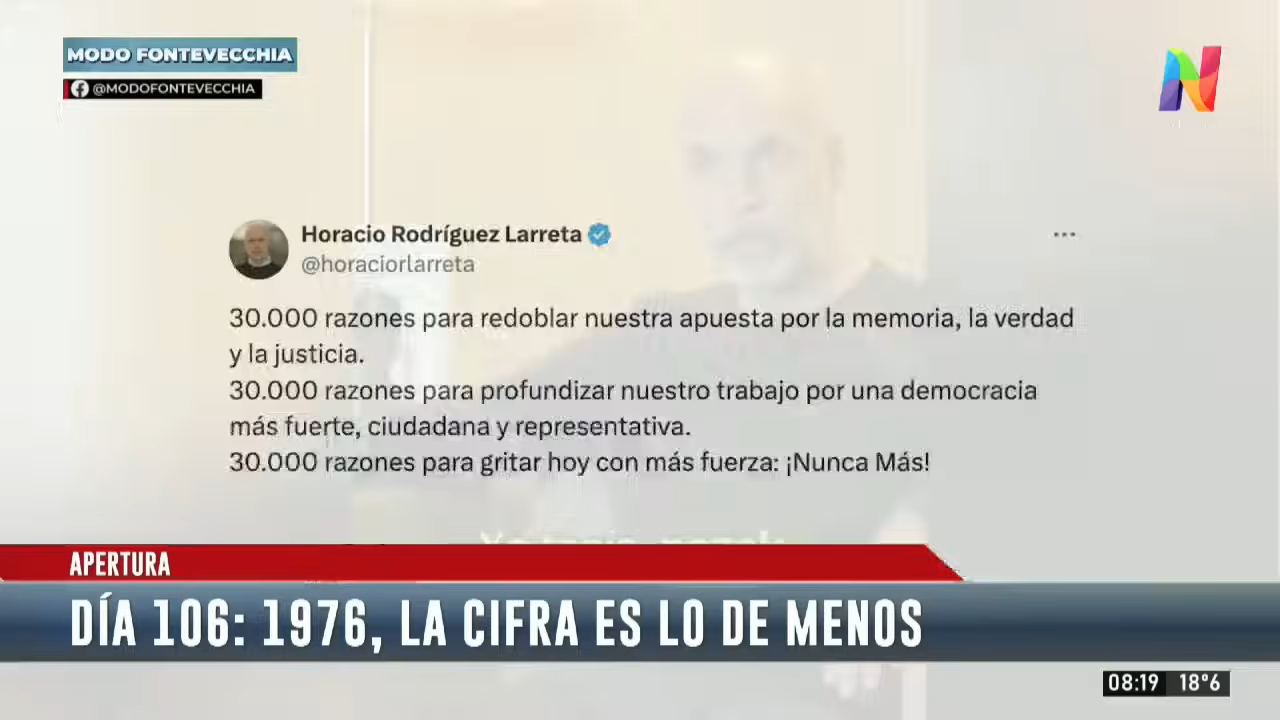 MODO FONTEVECCHIA
@MODOFONTEVECCHIA
N
Horacio Rodríguez Larreta
@horaciorlarreta
30.000 razones para redoblar nuestra apuesta por la memoria, la verdad
y la justicia.
30.000 razones para profundizar nuestro trabajo por una democracia
más fuerte, ciudadana y representativa.
30.000 razones para gritar hoy con más fuerza: ¡Nunca Más!
APERTURA
DÍA 106: 1976, LA CIFRA ES LO DE MENOS
08:19 18°6